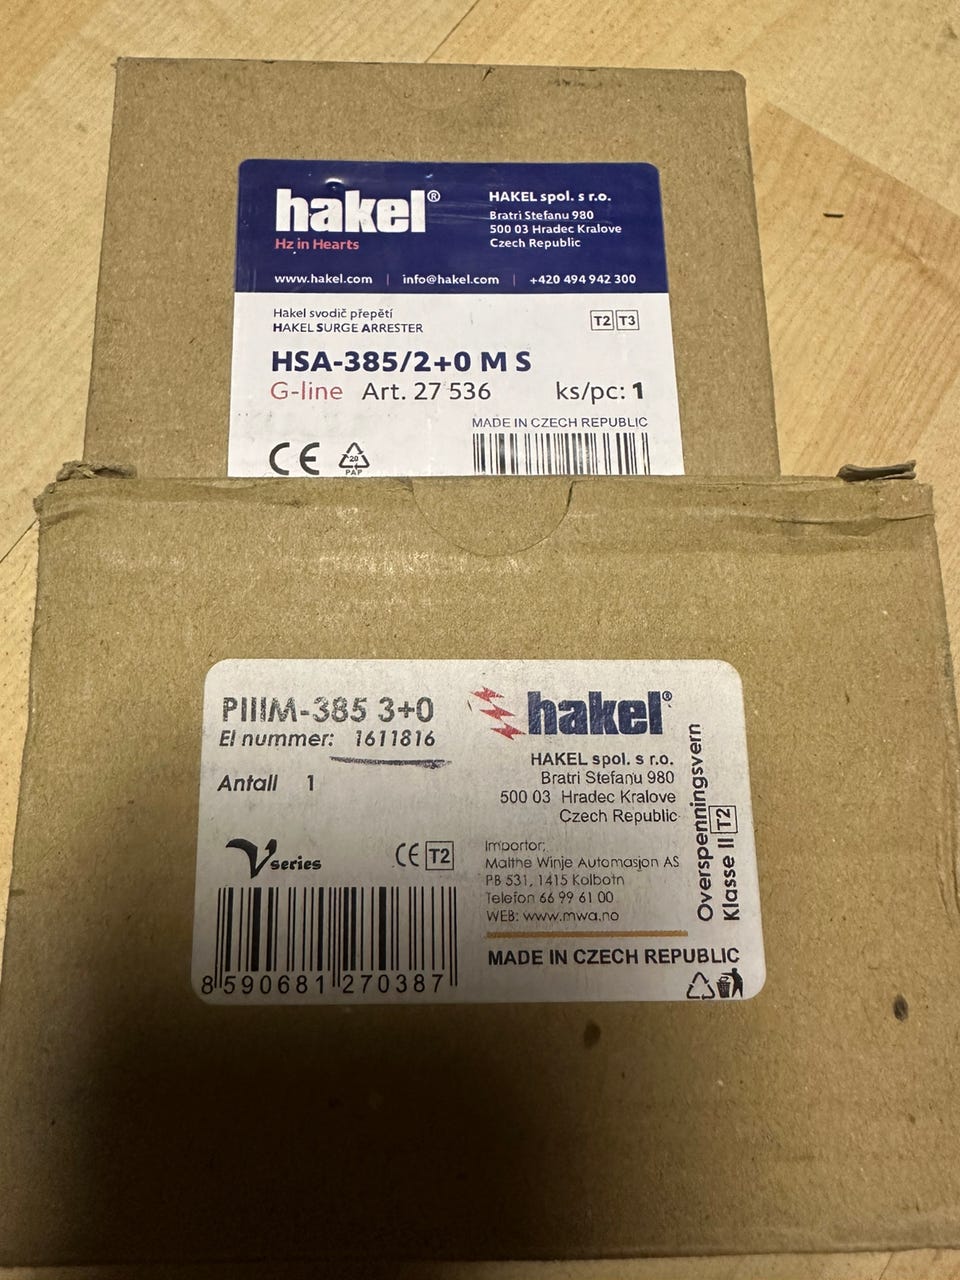 hakel®
Hz in Hearts
HAKEL spol. s r.o.
Bratri Stefanu 980
500 03 Hradec Kralove
Czech Republic
www.hakel.com | info@hakel.com | +420 494 942 300
Hakel svodič přepětí
HAKEL SURGE ARRESTER
T2 T3
HSA-385/2+0 M S
G-line Art. 27 536 ks/pc: 1
MADE IN CZECH REPUBLIC
CE
20
PAP
PIIIM-385 3+0
El nummer: 1611816
Antall 1
V series
CE T2
8 590681 270387
hakel®
HAKEL spol. s r.o.
Bratri Stefanu 980
500 03 Hradec Kralove
Czech Republic
Importor:
Malthe Winje Automasjon AS
PB 531, 1415 Kolbotn
Telefon 66 99 61 00
WEB: www.mwa.no
MADE IN CZECH REPUBLIC
Overspenningsvern
Klasse II T2